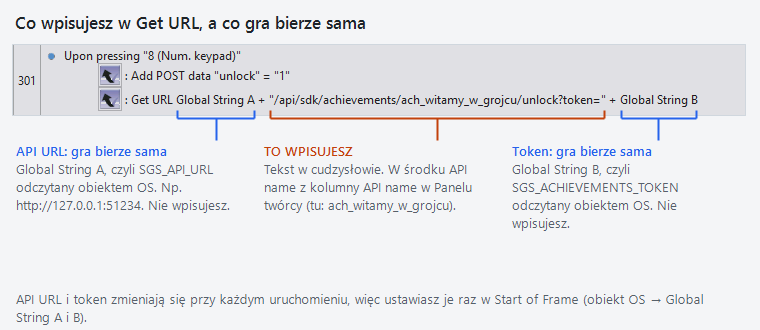 Co wpisujesz w Get URL, a co gra bierze sama
301
Upon pressing "8 (Num. keypad)"
: Add POST data "unlock" = "1"
: Get URL Global String A + "/api/sdk/achievements/ach_witamy_w_grojcu/unlock?token=" + Global String B
API URL: gra bierze sama
Global String A, czyli SGS_API_URL
odczytany obiektem OS. Np.
http://127.0.0.1:51234. Nie wpisujesz.
TO WPISUJESZ
Tekst w cudzysłowie. W środku API
name z kolumny API name w Panelu
twórcy (tu: ach_witamy_w_grojcu).
Token: gra bierze sama
Global String B, czyli
SGS_ACHIEVEMENTS_TOKEN
odczytany obiektem OS. Nie
wpisujesz.
API URL i token zmieniają się przy każdym uruchomieniu, więc ustawiasz je raz w Start of Frame (obiekt OS → Global
String A i B).